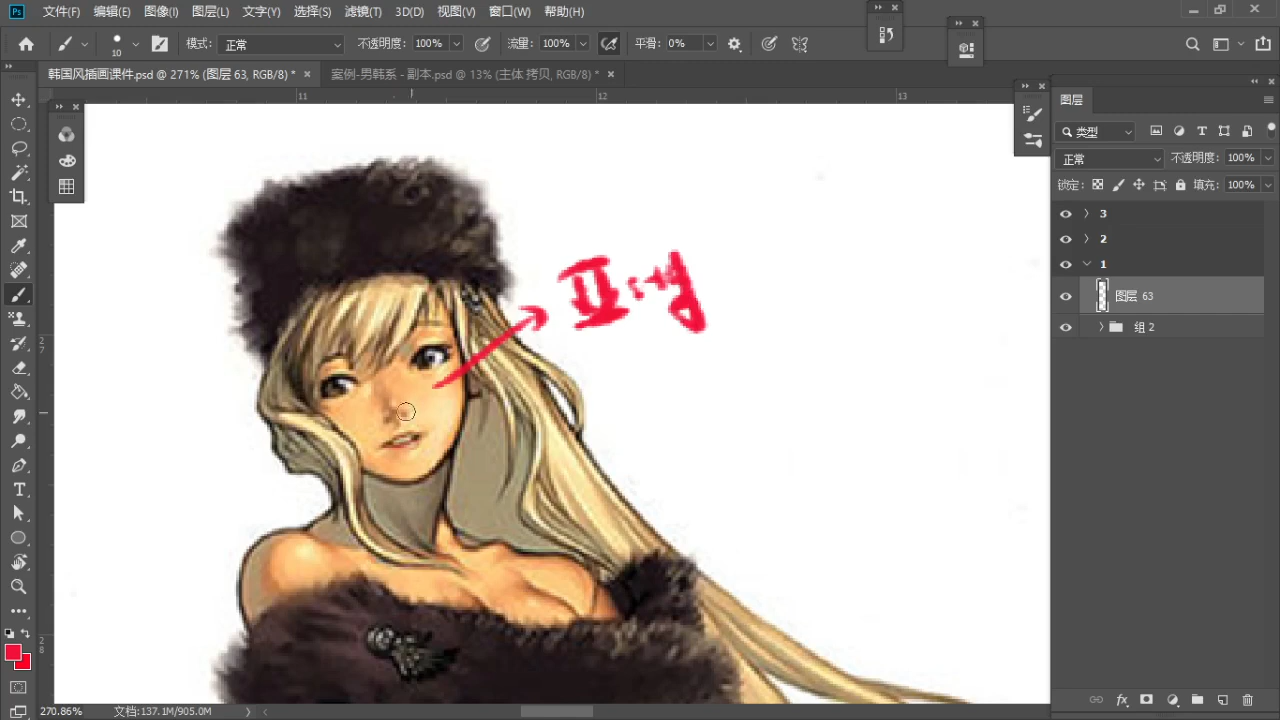 Ps 文件(F) 编辑(E) 图像(I) 图层(L) 文字(Y) 选择(S) 滤镜(T) 3D(D) 视图(V) 窗口(W) 帮助(H)
10 模式: 正常 不透明度: 100% 流量: 100% 平滑: 0%
韩国风插画课件.psd @ 271% (图层 63, RGB/8) * × 案例-男韩系 - 副本.psd @ 13% (主体 拷贝, RGB/8) * ×
11 12 13
图层
类型
正常 不透明度: 100%
锁定: 填充: 100%
3
2
1
图层 63
组 2
亚
27
28
270.86% 文档:137.1M/905.0M